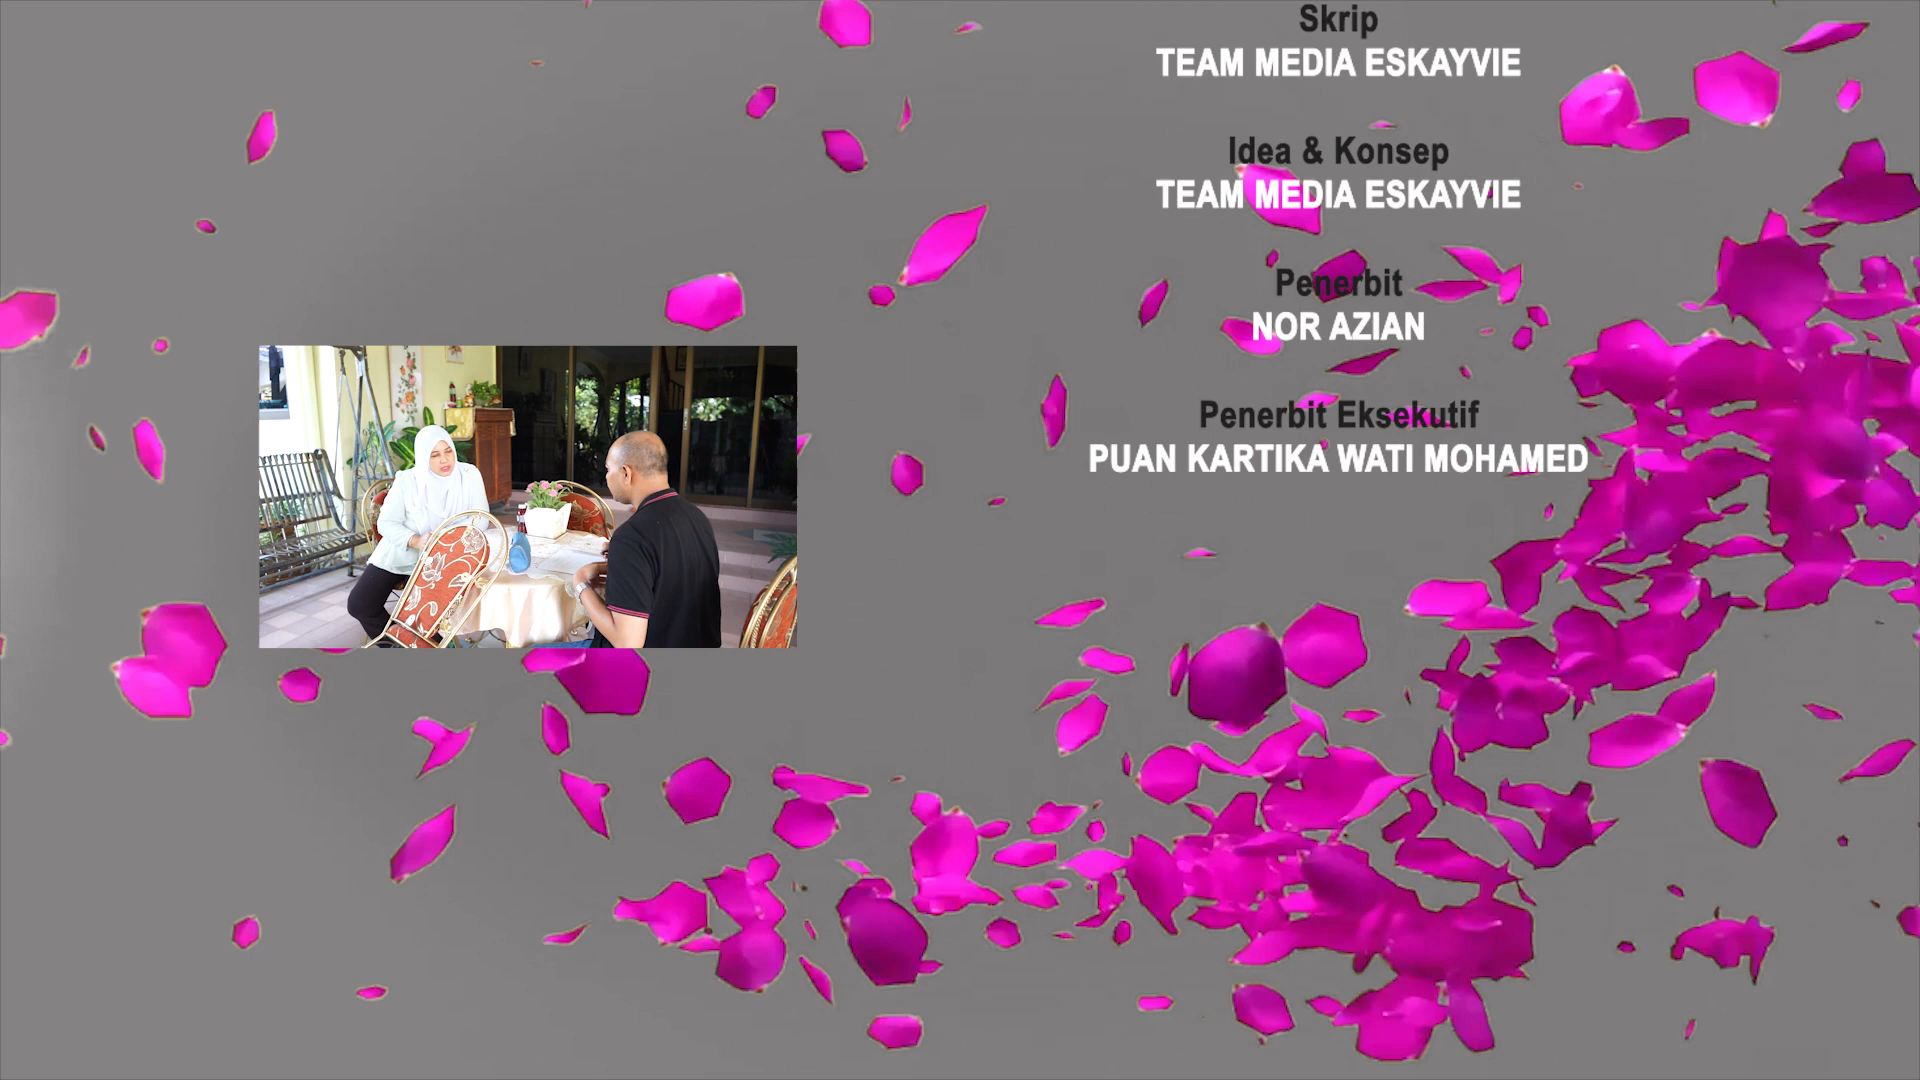 Skrip
TEAM MEDIA ESKAYVIE
Idea & Konsep
TEAM MEDIA ESKAYVIE
Penerbit
NOR AZIAN
Penerbit Eksekutif
PUAN KARTIKA WATI MOHAMED